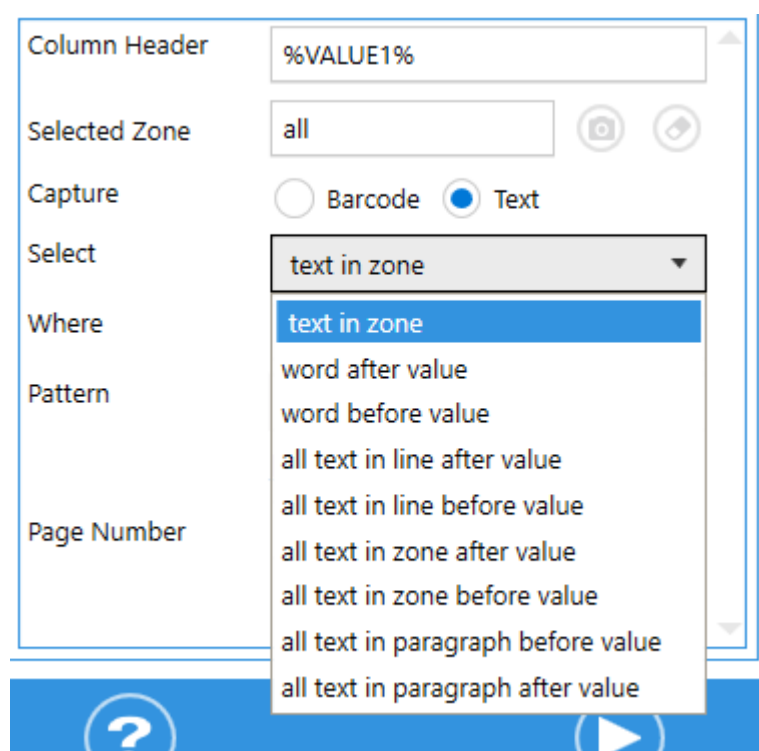 Column Header %VALUE1%
Selected Zone all
Capture Barcode Text
Select text in zone
Where text in zone
word after value
Pattern
word before value
all text in line after value
all text in line before value
Page Number
all text in zone after value
all text in zone before value
all text in paragraph before value
all text in paragraph after value
?